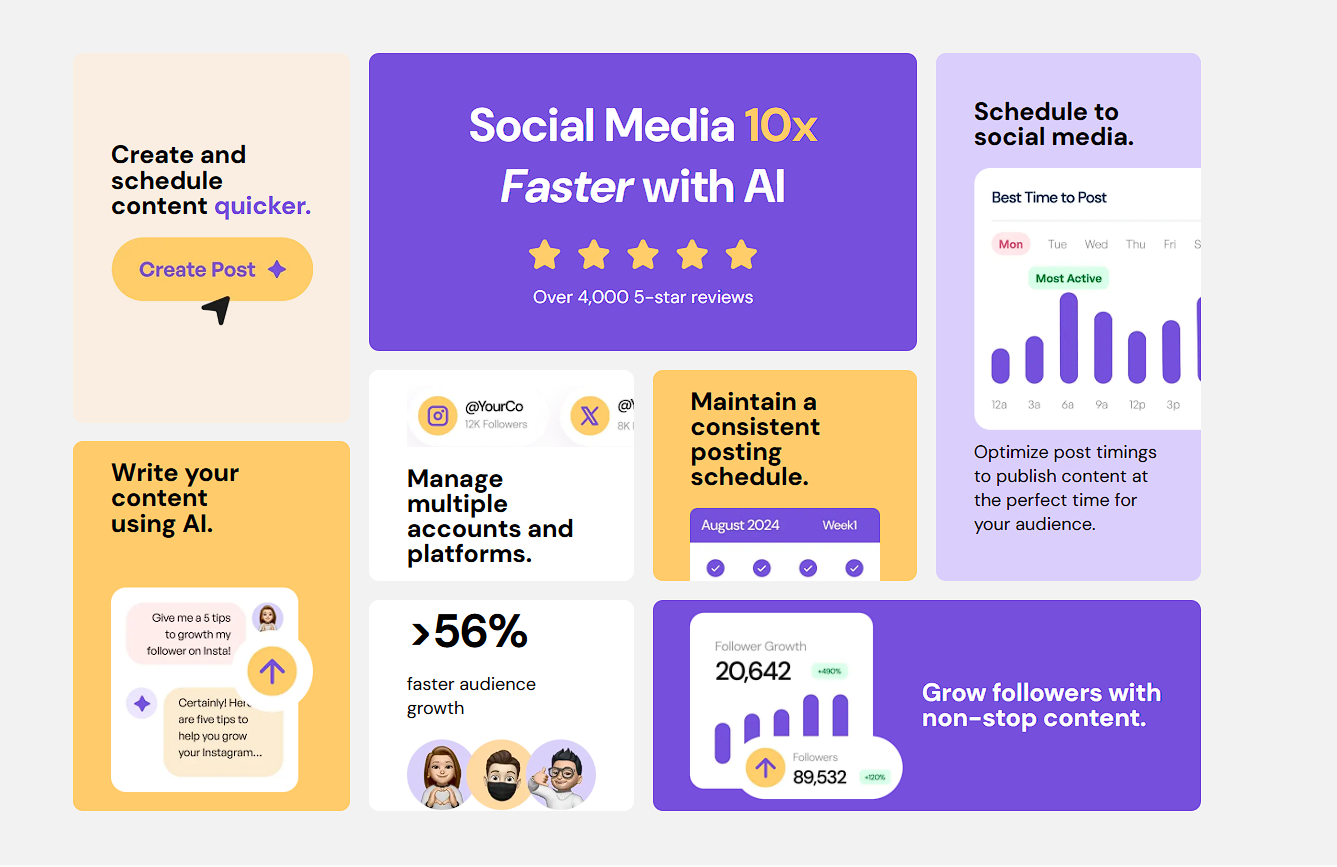 Create and
schedule
content quicker.
Create Post
Social Media 10x
Faster with AI
Over 4,000 5-star reviews
Schedule to
social media.
Best Time to Post
Mon Tue Wed Thu Fri S
Most Active
12a 3a 6a 9a 12p 3p
Optimize post timings
to publish content at
the perfect time for
your audience.
Write your
content
using AI.
Give me a 5 tips
to growth my
follower on Insta!
Certainly! Here
are five tips to
help you grow
your Instagram...
@YourCo
12K Followers
@Y
8K
Manage
multiple
accounts and
platforms.
Maintain a
consistent
posting
schedule.
August 2024 Week1
>56%
faster audience
growth
Follower Growth
20,642 +490%
Followers
89,532 +120%
Grow followers with
non-stop content.